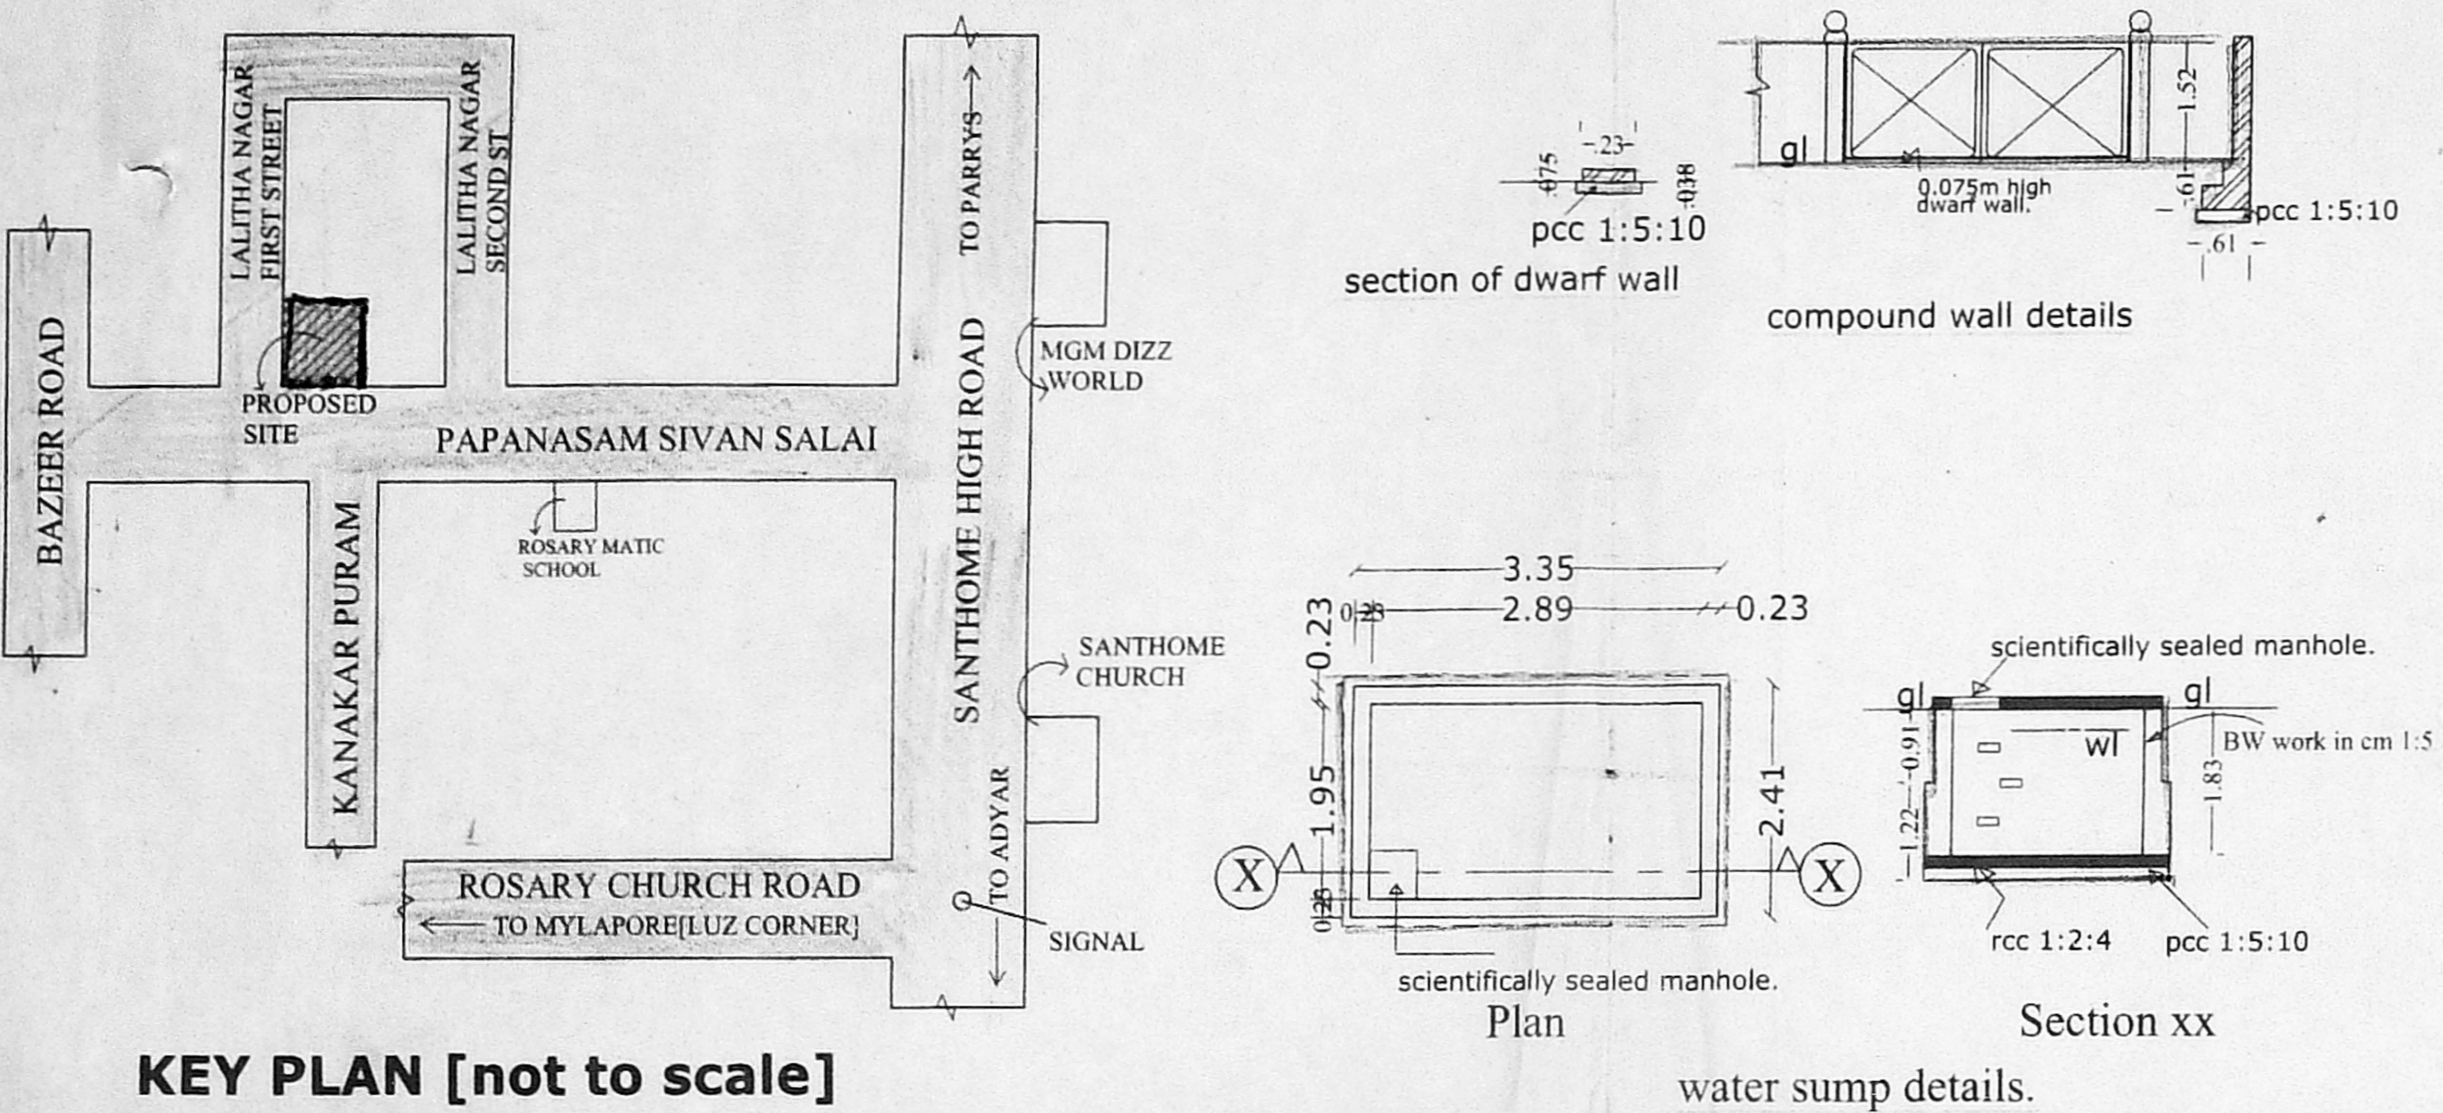 LALITHA NAGAR
FIRST STREET
LALITHA NAGAR
SECOND ST
TO PARRYS
BAZEER ROAD
PROPOSED
SITE
PAPANASAM SIVAN SALAI
SANTHOME HIGH ROAD
MGM DIZZ
WORLD
KANAKAR PURAM
ROSARY MATIC
SCHOOL
SANTHOME
CHURCH
TO ADYAR
ROSARY CHURCH ROAD
TO MYLAPORE[LUZ CORNER}
SIGNAL
KEY PLAN [not to scale]
.23
.075
.038
pcc 1:5:10
section of dwarf wall
gl
0.075m high
dwarf wall.
1.52
.61
pcc 1:5:10
.61
compound wall details
3.35
0.23
2.89
0.23
0.23
1.95
0.23
2.41
X
X
scientifically sealed manhole.
Plan
scientifically sealed manhole.
gl
gl
wl
BW work in cm 1:5
0.91
1.22
1.83
rcc 1:2:4
pcc 1:5:10
Section xx
water sump details.